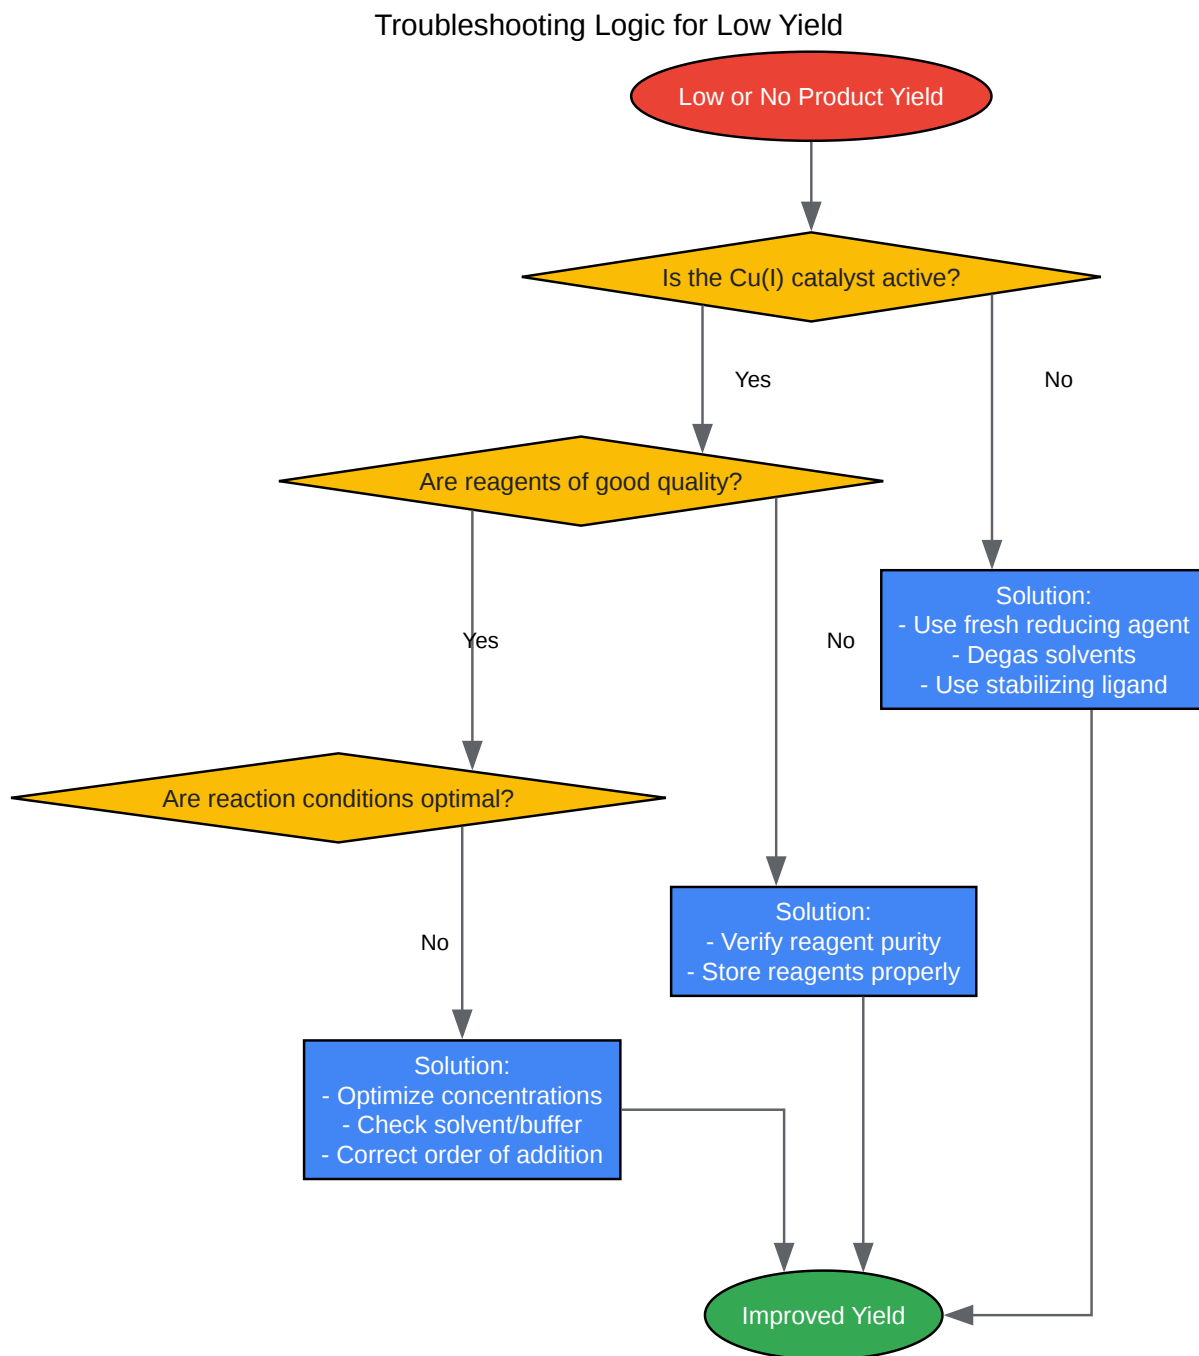 Troubleshooting Logic for Low Yield
Low or No Product Yield
Is the Cu(I) catalyst active?
Yes
No
Are reagents of good quality?
Solution:
- Use fresh reducing agent
- Degas solvents
- Use stabilizing ligand
Yes
No
Are reaction conditions optimal?
Solution:
- Verify reagent purity
- Store reagents properly
No
Solution:
- Optimize concentrations
- Check solvent/buffer
- Correct order of addition
Improved Yield